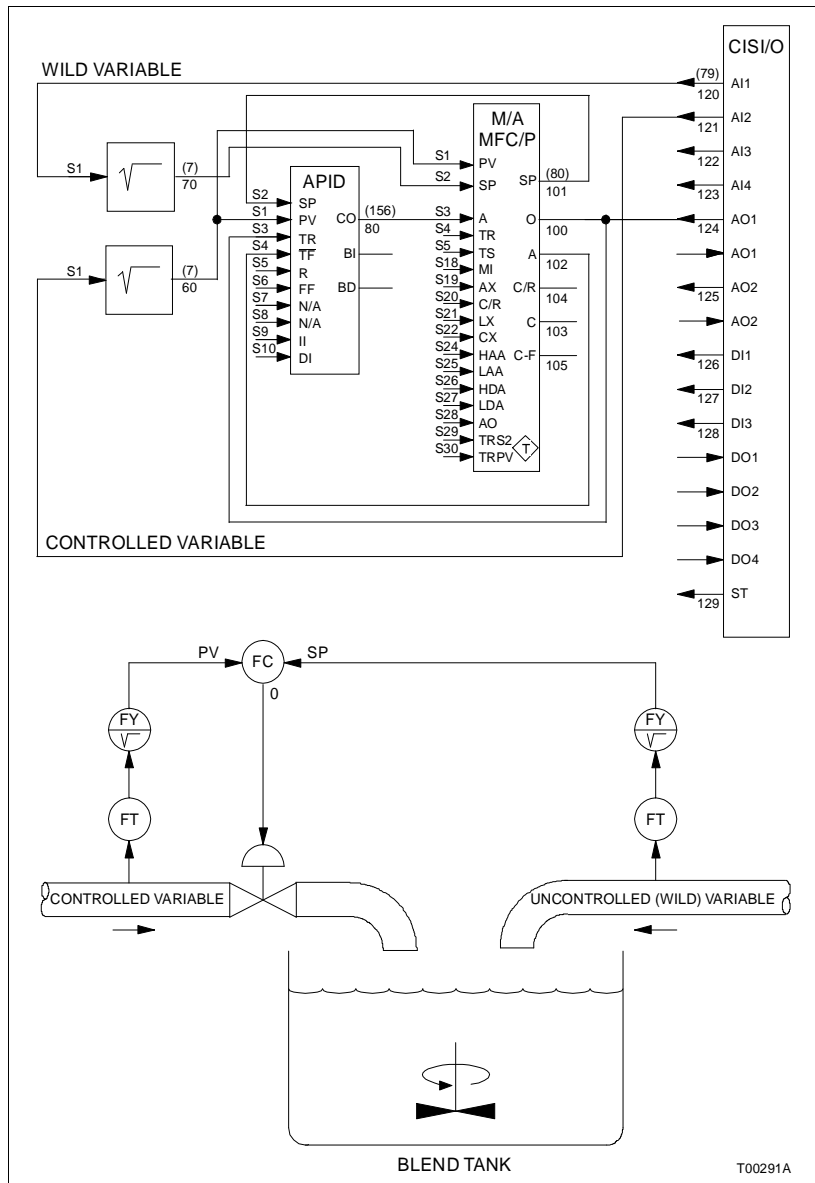 CISI/O
WILD VARIABLE
(79)
120
AI1
AI2
121
AI3
122
AI4
123
AO1
124
AO1
AO2
125
AO2
DI1
126
DI2
127
DI3
128
DO1
DO2
DO3
DO4
ST
129
S1
√
(7)
70
S1
√
(7)
60
APID
S2 SP
S1 PV
S3 TR
S4 TF
S5 R
S6 FF
S7 N/A
S8 N/A
S9 II
S10 DI
CO
(156)
80
BI
BD
M/A
MFC/P
S1 PV
S2 SP
S3 A
S4 TR
S5 TS
S18 MI
S19 AX
S20 C/R
S21 LX
S22 CX
S24 HAA
S25 LAA
S26 HDA
S27 LDA
S28 AO
S29 TRS2
S30 TRPV
T
SP
(80)
101
O
100
A
102
C/R
104
C
103
C-F
105
CONTROLLED VARIABLE
PV
FC
SP
0
FY
√
FY
√
FT
FT
CONTROLLED VARIABLE
UNCONTROLLED (WILD) VARIABLE
BLEND TANK
T00291A